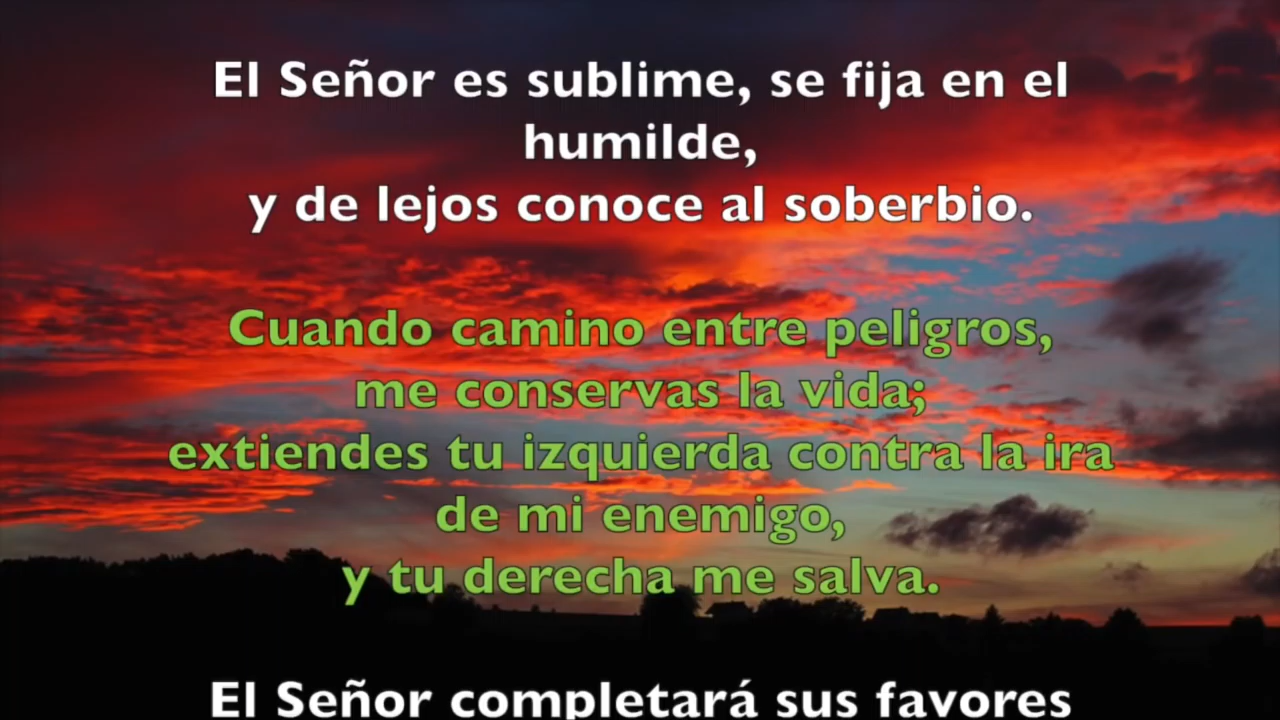 El Señor es sublime, se fija en el
humilde,
y de lejos conoce al soberbio.
Cuando camino entre peligros,
me conservas la vida;
extiendes tu izquierda contra la ira
de mi enemigo,
y tu derecha me salva.
El Señor completará sus favores